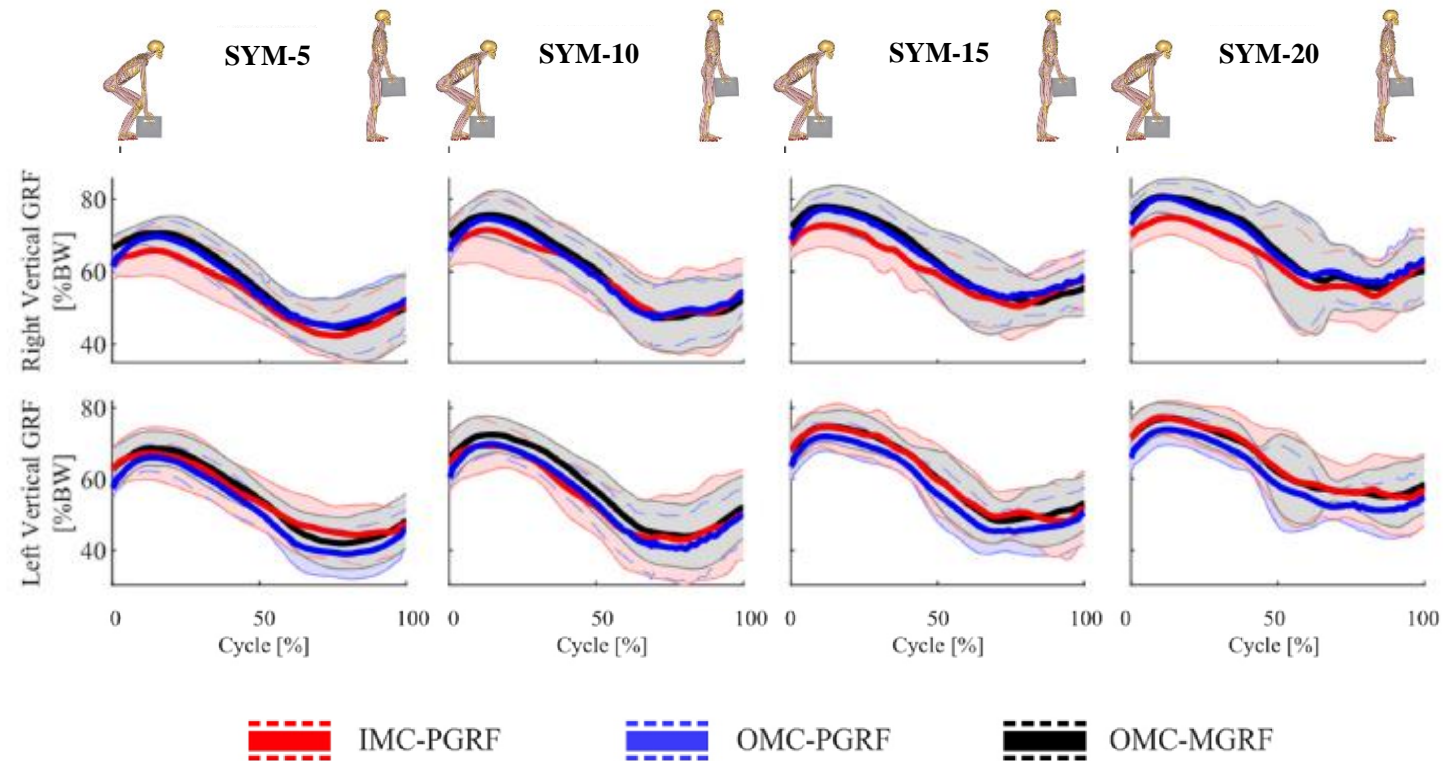 SYM-5 SYM-10 SYM-15 SYM-20
Right Vertical GRF
[%BW]
80
60
40
Left Vertical GRF
[%BW]
80
60
40
0 50 100 0 50 100 0 50 100 0 50 100
Cycle [%] Cycle [%] Cycle [%] Cycle [%]
IMC-PGRF OMC-PGRF OMC-MGRF